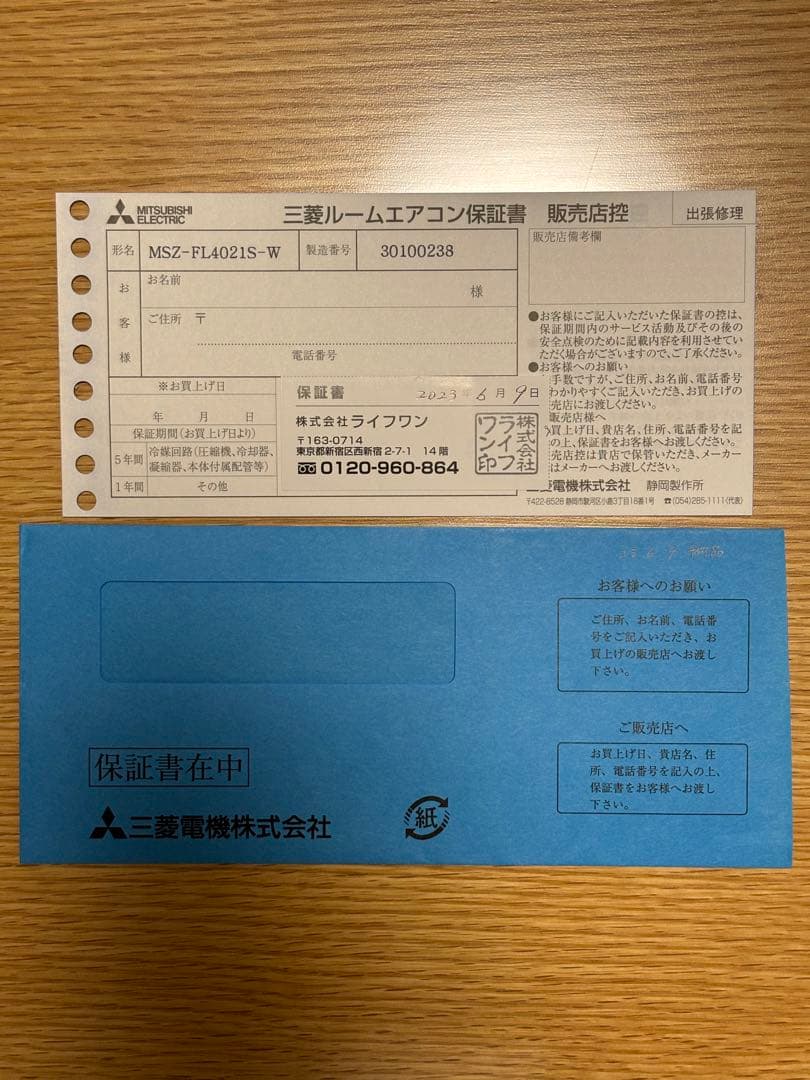 MITSUBISHI
ELECTRIC
三菱ルームエアコン保証書 販売店控
出張修理
形名 MSZ-FL4021S-W 製造番号 30100238
お客様
お名前 様
ご住所 〒
電話番号
※お買上げ日
年 月 日
保証期間(お買上げ日より)
5年間 冷媒回路(圧縮機、冷却器、
凝縮器、本体付属配管等)
1年間 その他
保証書 2023年6月9日
株式会社ライフワン
〒163-0714
東京都新宿区西新宿2-7-1 14階
0120-960-864
株式会社
ライフ
ワン印
販売店備考欄
●お客様にご記入いただいた保証書の控は、
保証期間内のサービス活動及びその後の
安全点検のために記載内容を利用させてい
ただく場合がございますので、ご了承ください。
●お客様へのお願い
手数ですが、ご住所、お名前、電話番号
わかりやすくご記入いただき、お買上げの
売店にお渡しください。
販売店様へ
買上げ日、貴店名、住所、電話番号を記
の上、保証書をお客様へお渡しください。
売店控は貴店で保管いただき、メーカー
はメーカーへお渡しください。
三菱電機株式会社 静岡製作所
〒422-8528 静岡市駿河区小鹿3丁目18番1号 ☎(054)285-1111(代表)
お客様へのお願い
ご住所、お名前、電話番
号をご記入いただき、お
買上げの販売店へお渡し
下さい。
ご販売店へ
お買上げ日、貴店名、住
所、電話番号を記入の上、
保証書をお客様へお渡し
下さい。
保証書在中
三菱電機株式会社
紙